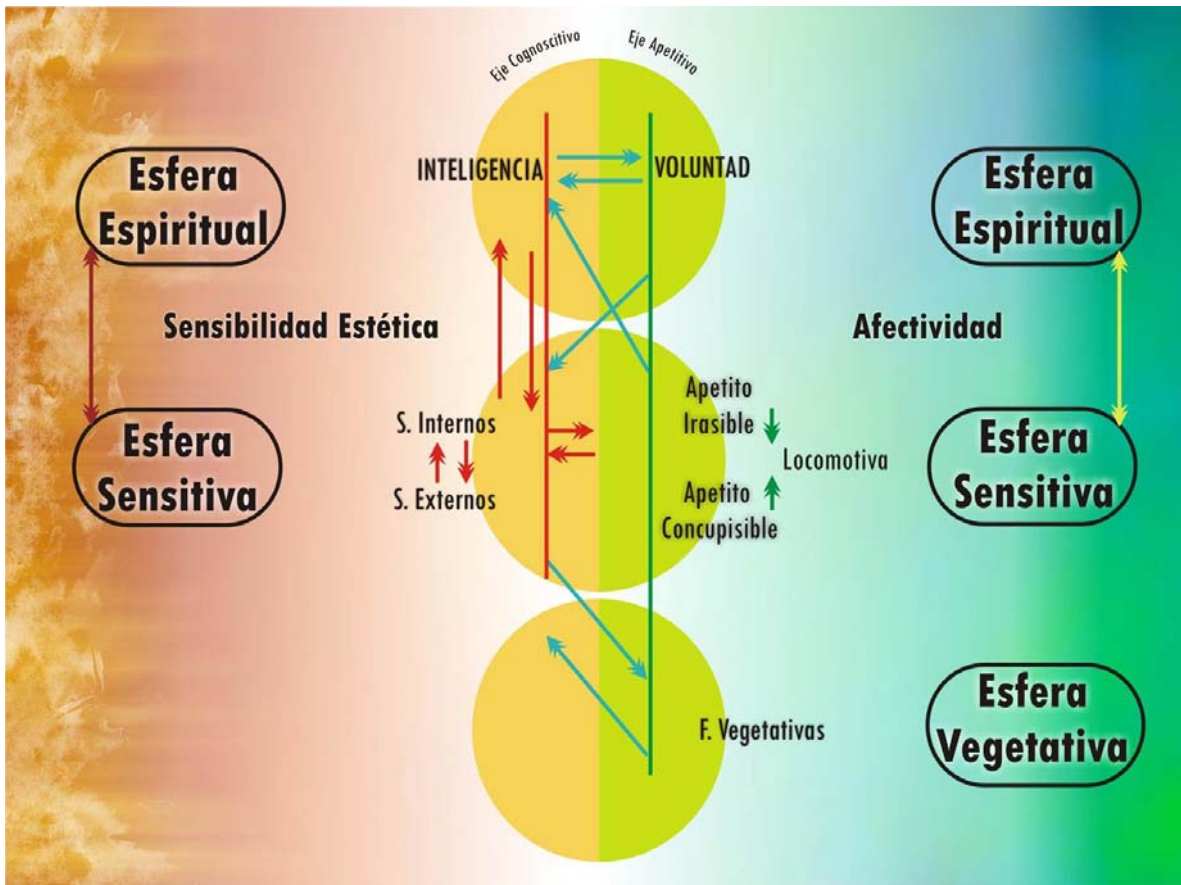 Eje Cognoscitivo
Eje Apetitivo
Esfera
Espiritual
INTELIGENCIA
VOLUNTAD
Esfera
Espiritual
Sensibilidad Estética
Afectividad
S. Internos
S. Externos
Apetito
Irasible
Locomotiva
Apetito
Concupisible
Esfera
Sensitiva
Esfera
Sensitiva
F. Vegetativas
Esfera
Vegetativa